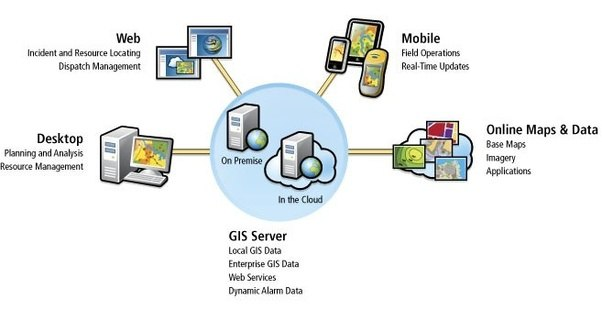 Web
Incident and Resource Locating
Dispatch Management
Mobile
Field Operations
Real-Time Updates
Desktop
Planning and Analysis
Resource Management
On Premise
In the Cloud
Online Maps & Data
Base Maps
Imagery
Applications
GIS Server
Local GIS Data
Enterprise GIS Data
Web Services
Dynamic Alarm Data